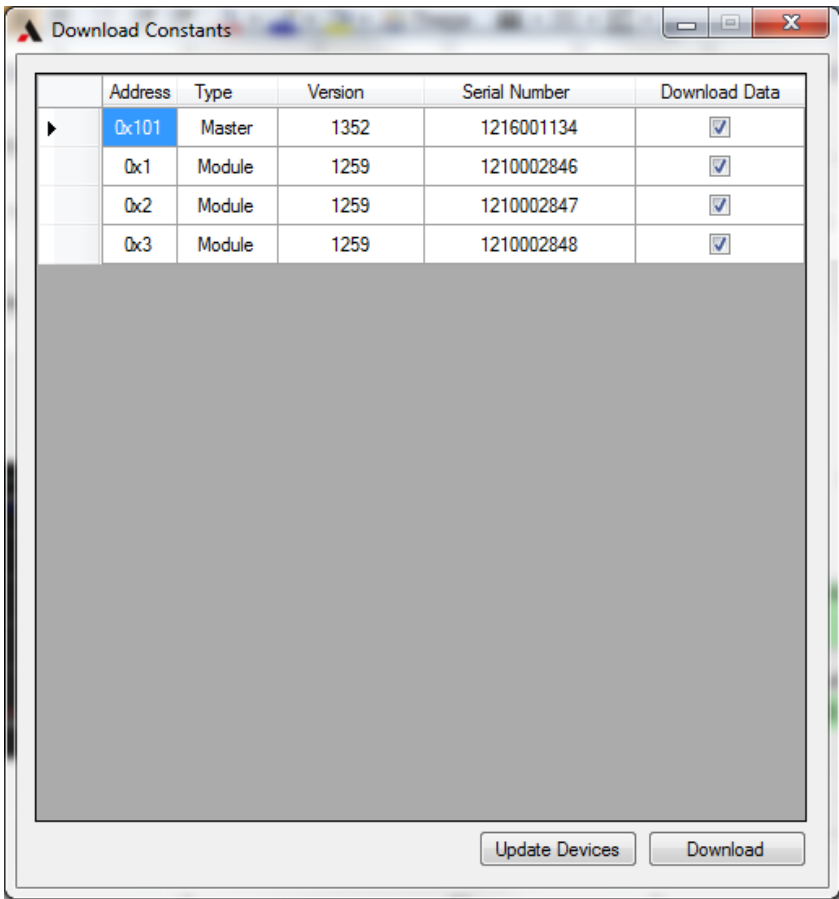 Download Constants
Address Type Version Serial Number Download Data
0x101 Master 1352 1216001134
0x1 Module 1259 1210002846
0x2 Module 1259 1210002847
0x3 Module 1259 1210002848
Update Devices Download